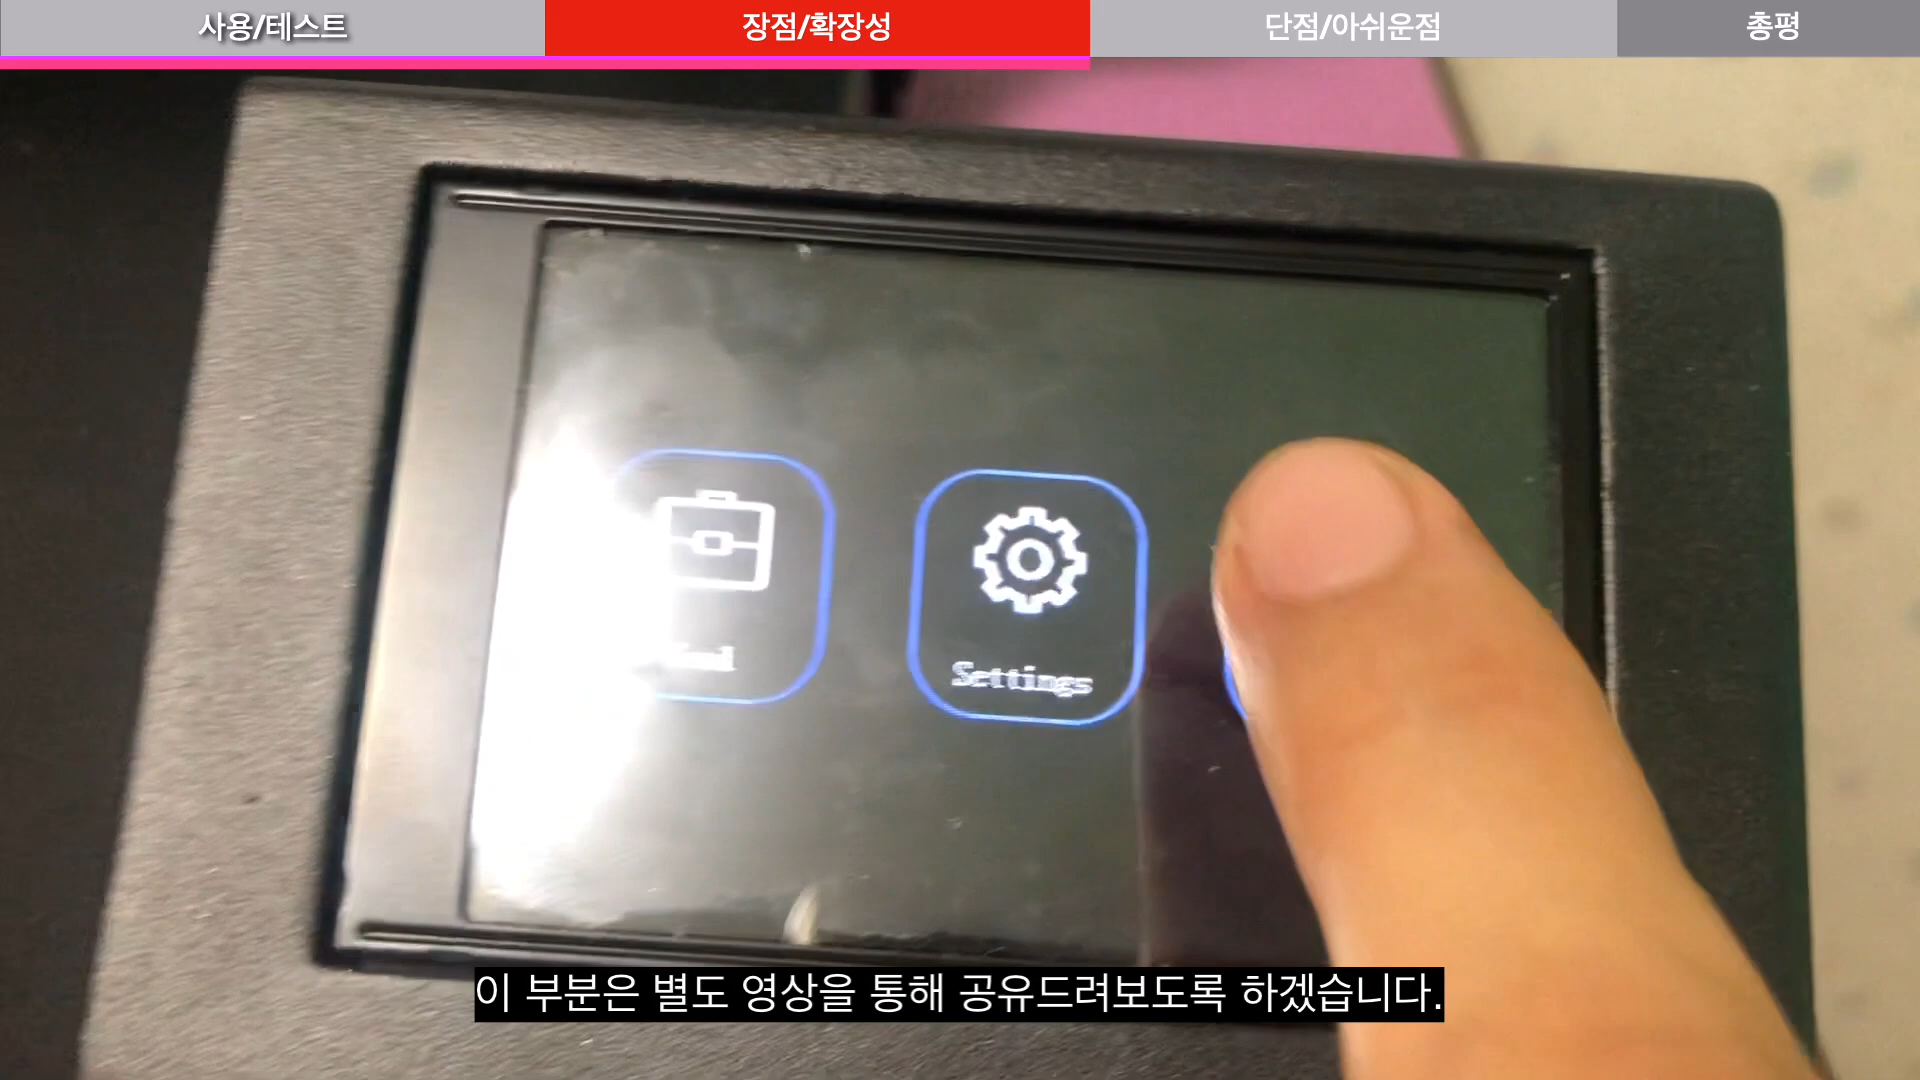 사용/테스트
장점/확장성
단점/아쉬운점
총평
Settings
이 부분은 별도 영상을 통해 공유드려보도록 하겠습니다.